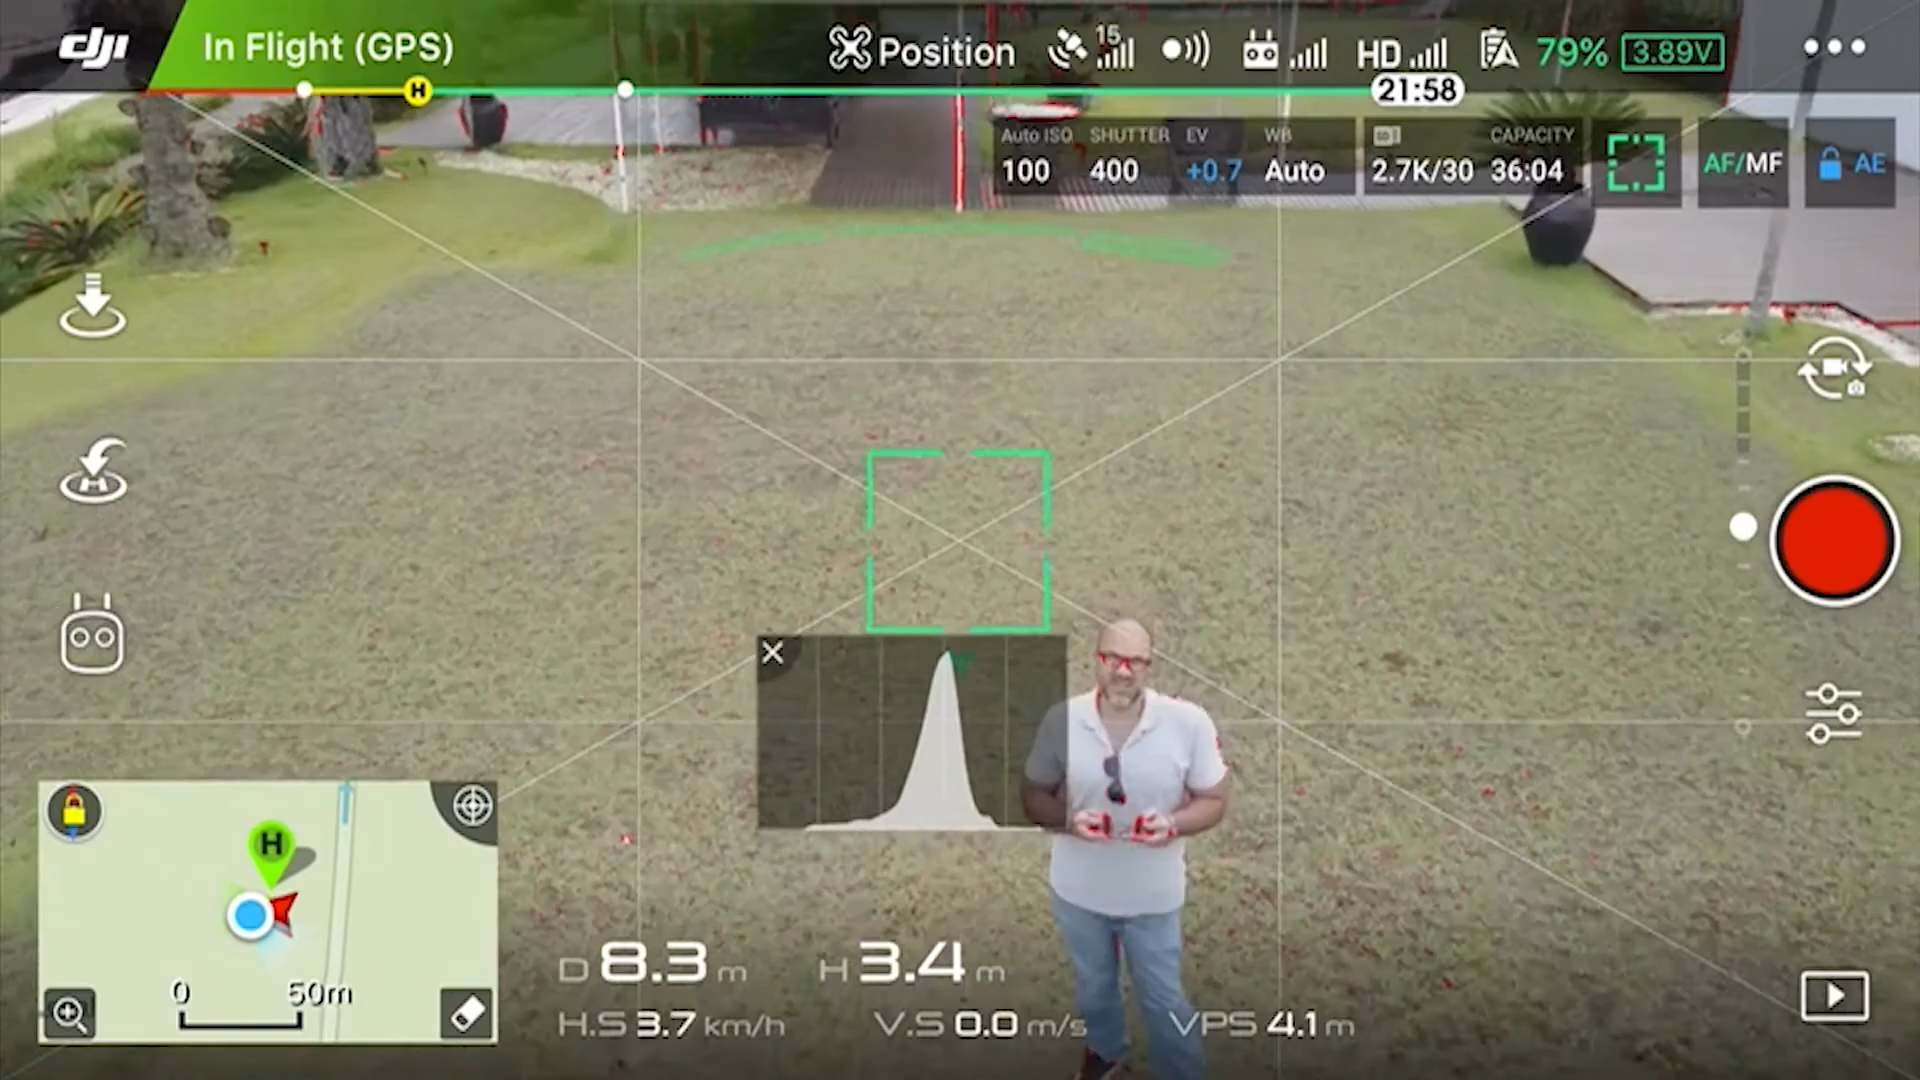 dji In Flight (GPS) Position 15 HD 79% 3.89V
H 21:58
Auto ISO SHUTTER EV WB CAPACITY
100 400 +0.7 Auto 2.7K/30 36:04 AF/MF AE
H
0 50m
D 8.3 m H 3.4 m
H.S 3.7 km/h V.S 0.0 m/s VPS 4.1 m